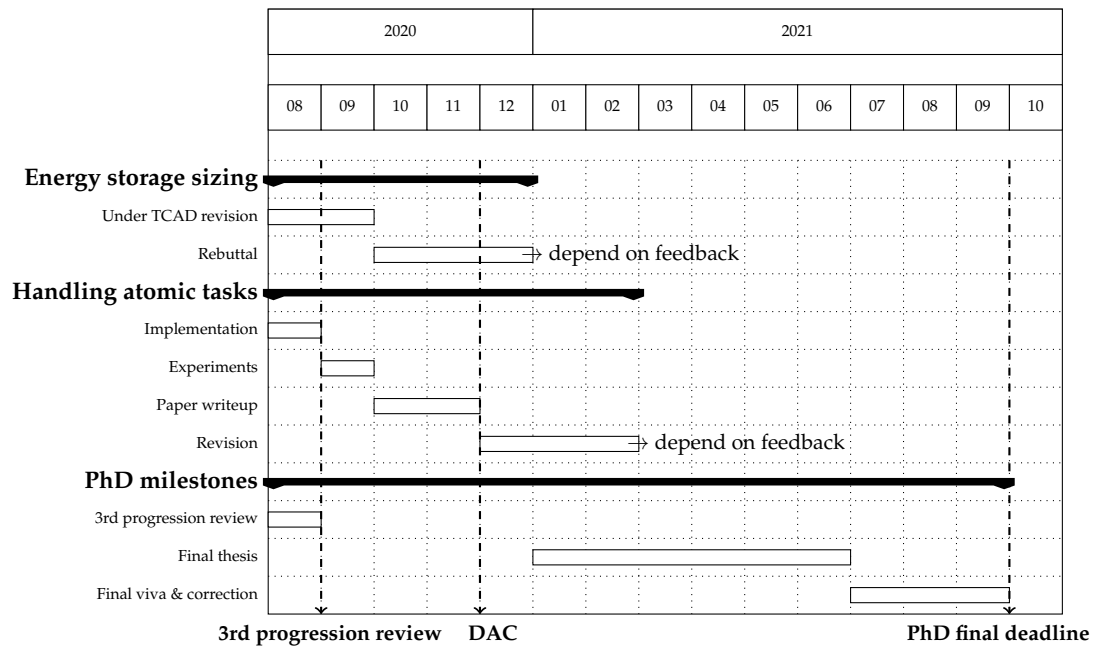 2020 2021
08 09 10 11 12 01 02 03 04 05 06 07 08 09 10
Energy storage sizing
Under TCAD revision
Rebuttal depend on feedback
Handling atomic tasks
Implementation
Experiments
Paper writeup
Revision depend on feedback
PhD milestones
3rd progression review
Final thesis
Final viva & correction
3rd progression review DAC PhD final deadline